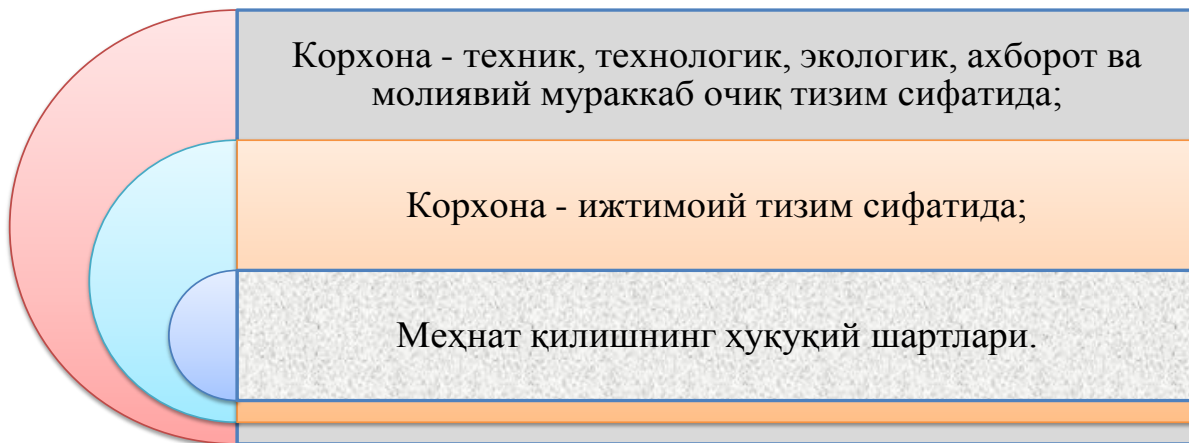 Корхона - техник, технологик, экологик, ахборот ва
молиявий мураккаб очиқ тизим сифатида;
Корхона - ижтимоий тизим сифатида;
Меҳнат қилишнинг ҳуқуқий шартлари.